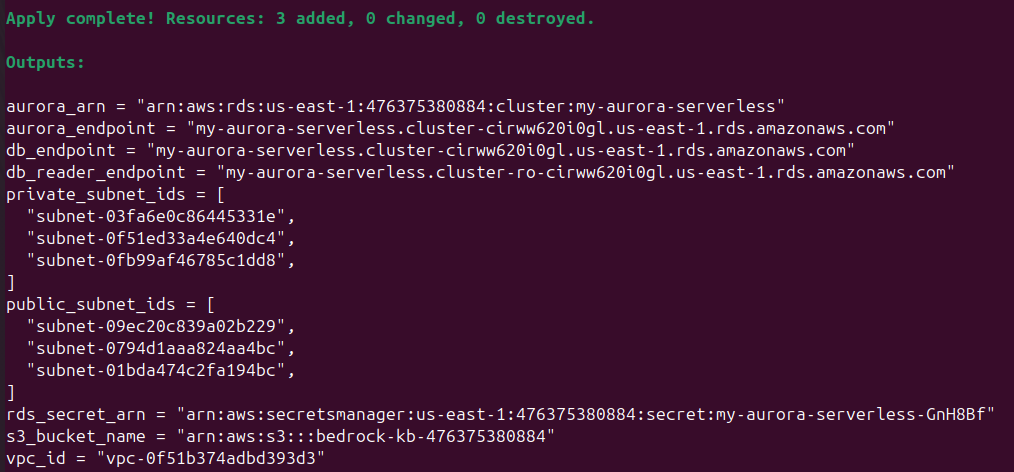 Apply complete! Resources: 3 added, 0 changed, 0 destroyed.
Outputs:
aurora_arn = "arn:aws:rds:us-east-1:476375380884:cluster:my-aurora-serverless"
aurora_endpoint = "my-aurora-serverless.cluster-cirww620i0gl.us-east-1.rds.amazonaws.com"
db_endpoint = "my-aurora-serverless.cluster-cirww620i0gl.us-east-1.rds.amazonaws.com"
db_reader_endpoint = "my-aurora-serverless.cluster-ro-cirww620i0gl.us-east-1.rds.amazonaws.com"
private_subnet_ids = [
  "subnet-03fa6e0c86445331e",
  "subnet-0f51ed33a4e640dc4",
  "subnet-0fb99af46785c1dd8",
]
public_subnet_ids = [
  "subnet-09ec20c839a02b229",
  "subnet-0794d1aaa824aa4bc",
  "subnet-01bda474c2fa194bc",
]
rds_secret_arn = "arn:aws:secretsmanager:us-east-1:476375380884:secret:my-aurora-serverless-GnH8Bf"
s3_bucket_name = "arn:aws:s3:::bedrock-kb-476375380884"
vpc_id = "vpc-0f51b374adbd393d3"